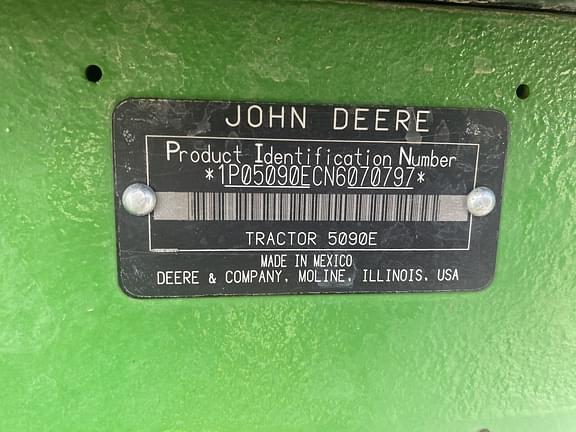 JOHN DEERE
Product Identification Number
*1P05090ECN6070797*
TRACTOR 5090E
MADE IN MEXICO
DEERE & COMPANY, MOLINE, ILLINOIS, USA